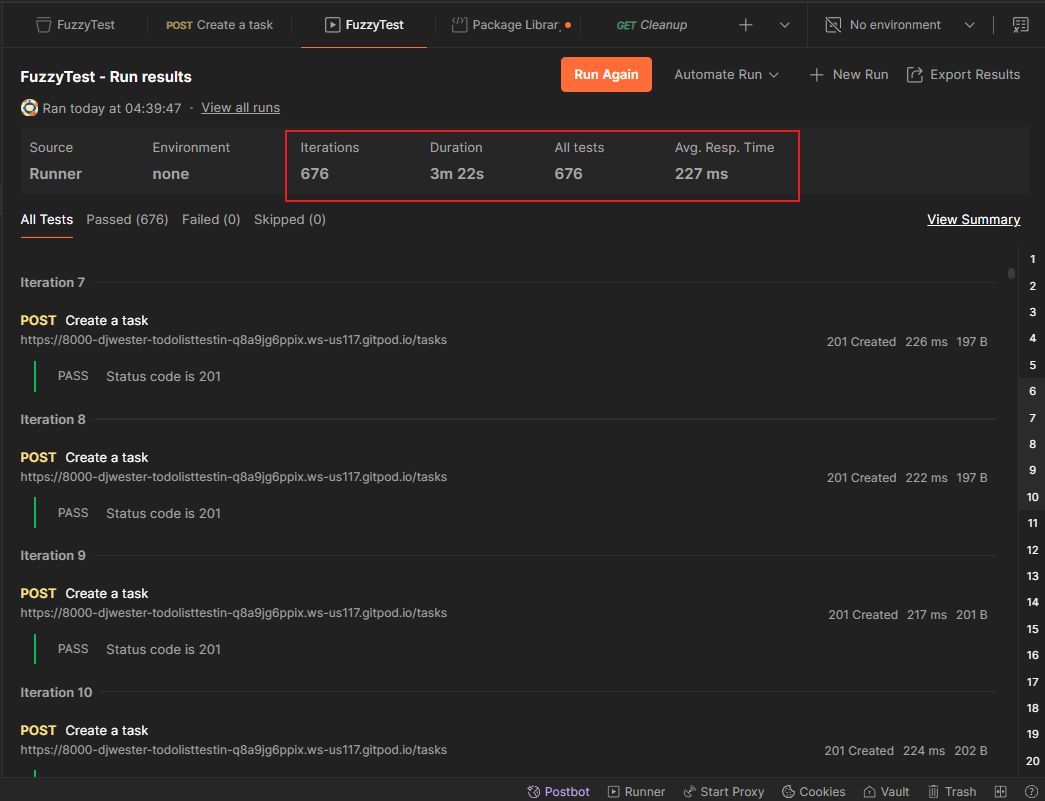 FuzzyTest POST Create a task FuzzyTest Package Librar GET Cleanup No environment
FuzzyTest - Run results
Run Again Automate Run New Run Export Results
Ran today at 04:39:47 · View all runs
Source Environment Iterations Duration All tests Avg. Resp. Time
Runner none 676 3m 22s 676 227 ms
All Tests Passed (676) Failed (0) Skipped (0) View Summary
Iteration 7
POST Create a task
https://8000-djwester-todolisttestin-q8a9jg6ppix.ws-us117.gitpod.io/tasks
201 Created 226 ms 197 B
PASS Status code is 201
Iteration 8
POST Create a task
https://8000-djwester-todolisttestin-q8a9jg6ppix.ws-us117.gitpod.io/tasks
201 Created 222 ms 197 B
PASS Status code is 201
Iteration 9
POST Create a task
https://8000-djwester-todolisttestin-q8a9jg6ppix.ws-us117.gitpod.io/tasks
201 Created 217 ms 201 B
PASS Status code is 201
Iteration 10
POST Create a task
https://8000-djwester-todolisttestin-q8a9jg6ppix.ws-us117.gitpod.io/tasks
201 Created 224 ms 202 B
1
2
3
4
5
6
7
8
9
10
11
12
13
14
15
16
17
18
19
20
Postbot Runner Start Proxy Cookies Vault Trash